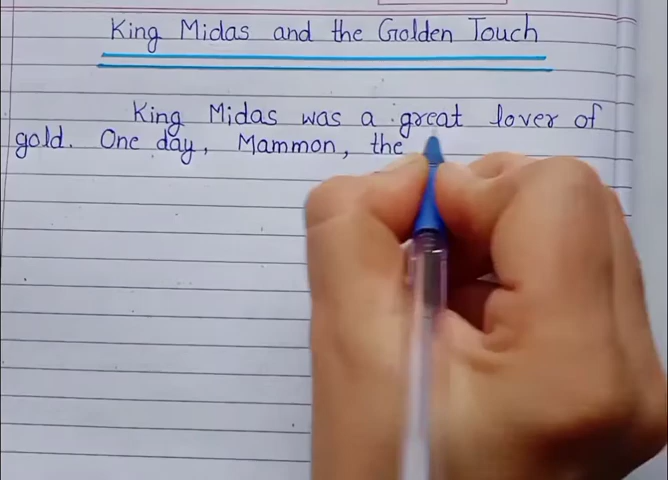 King Midas and the Golden Touch
King Midas was a great lover of
gold. One day, Mammon, the